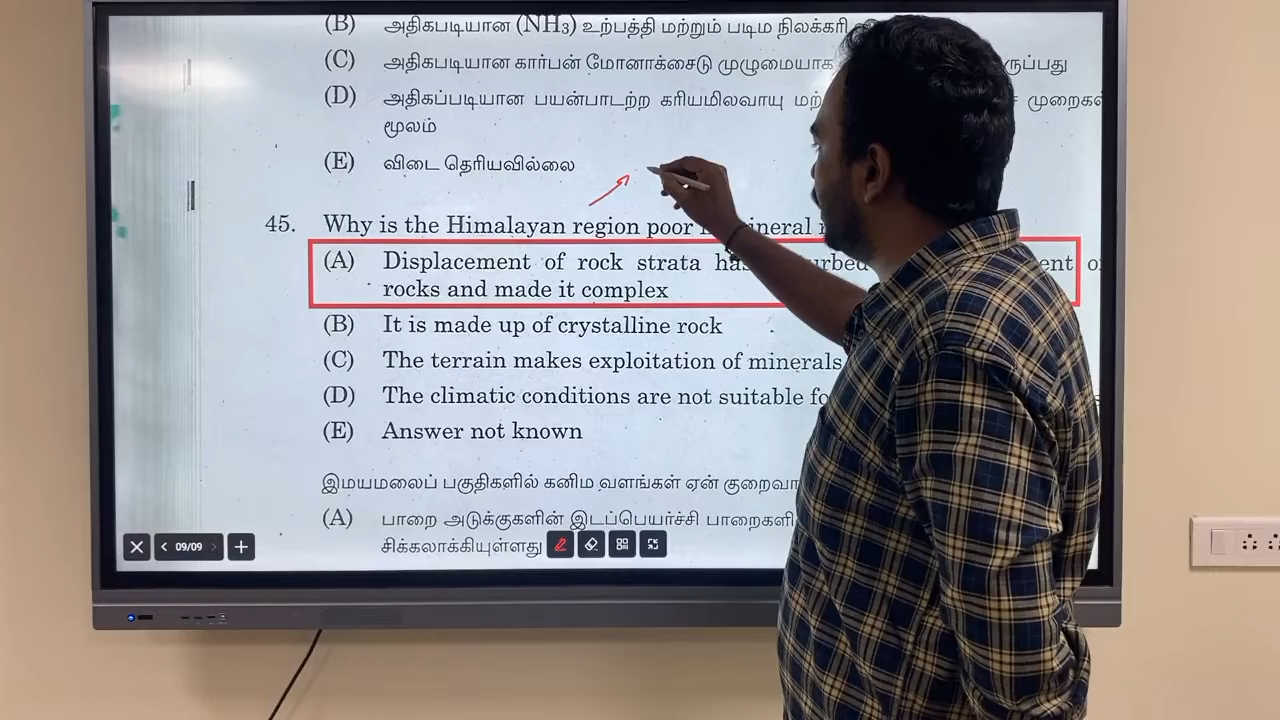 (B) அதிகபடியான (NH3) உற்பத்தி மற்றும் படிம நிலக்கரி
(C) அதிகபடியான கார்பன் மோனாக்சைடு முழுமையாக
(D) அதிகப்படியான பயன்பாடற்ற கரியமிலவாயு முறைகள்
மூலம்
(E) விடை தெரியவில்லை
45. Why is the Himalayan region poor mineral
(A) Displacement of rock strata has
rocks and made it complex
(B) It is made up of crystalline rock
(C) The terrain makes exploitation of minerals
(D) The climatic conditions are not suitable
(E) Answer not known
இமயமலைப் பகுதிகளில் கனிம வளங்கள் ஏன்
(A) பாறை அடுக்குகளின் இடப்பெயர்ச்சி
சிக்கலாக்கியுள்ளது
09/09